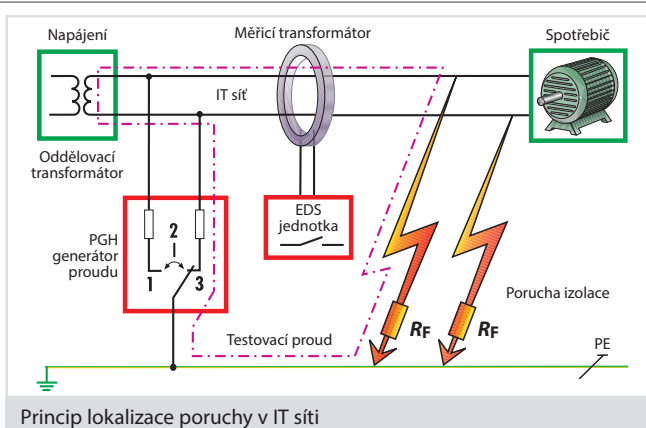 Napájení
Měřicí transformátor
Spotřebič
IT síť
Oddělovací
transformátor
EDS
jednotka
PGH
generátor
proudu
2
1
3
Porucha izolace
RF
RF
Testovací proud
PE
Princip lokalizace poruchy v IT síti